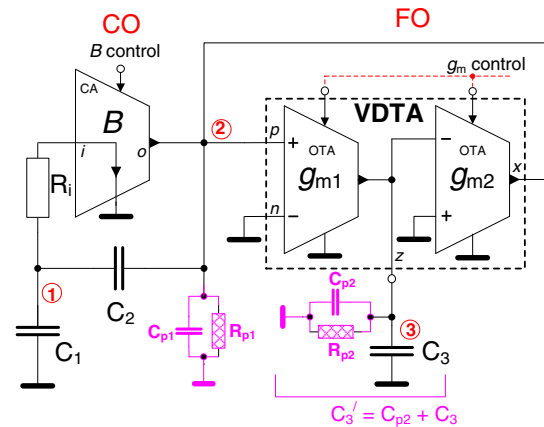 CO
FO
B control
g_m control
CA
B
②
VDTA
i
o
p
+
OTA
g_m1
−
OTA
g_m2
x
R_i
n
−
+
z
①
C_2
C_p1
R_p1
C_p2
R_p2
③
C_1
C_3
C_3^/ = C_p2 + C_3